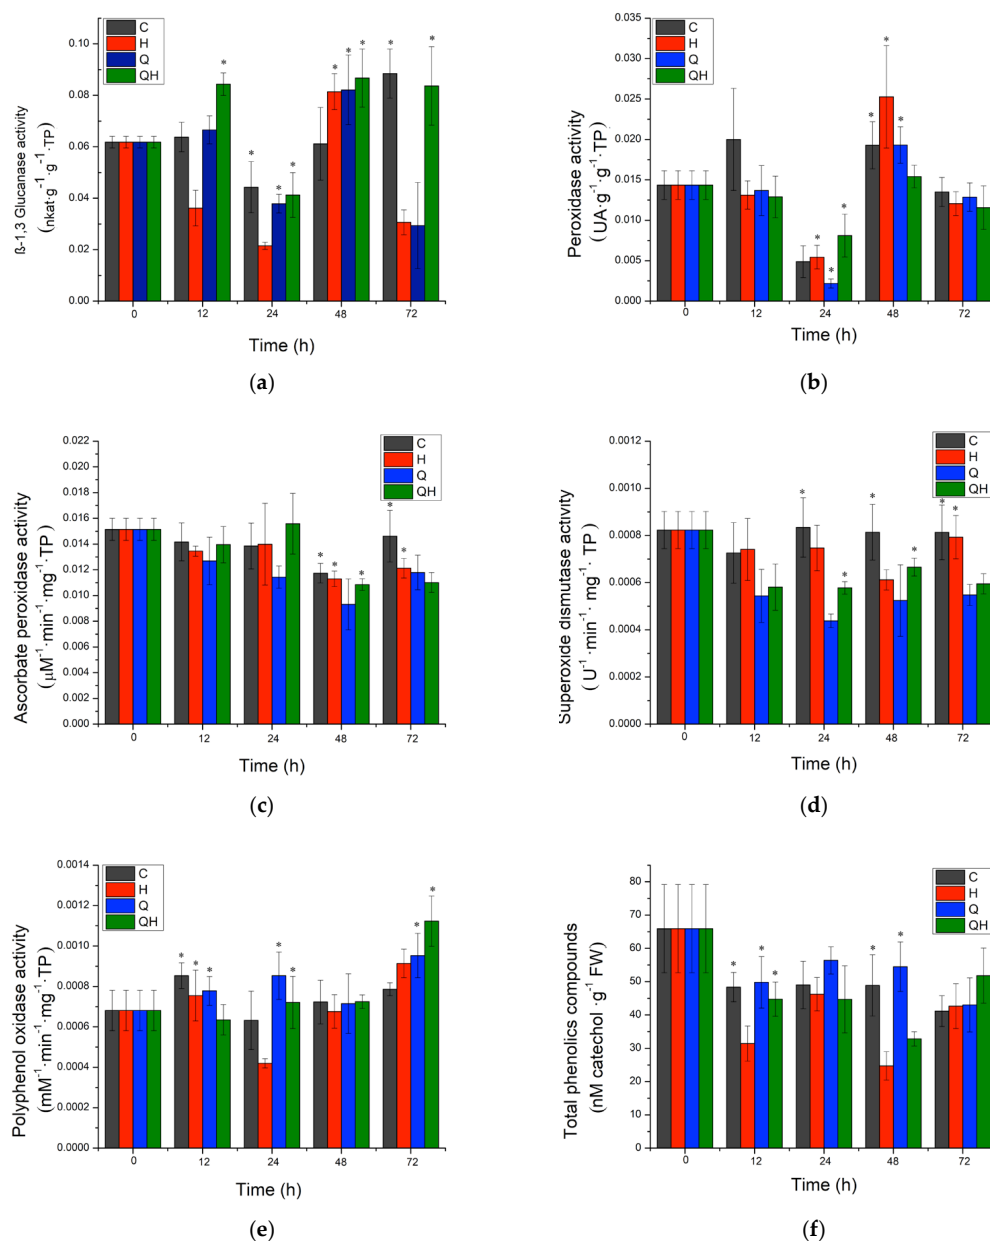 C
H
Q
QH
0.10
0.08
0.06
0.04
0.02
0.00
ß-1,3 Glucanase activity
(nkat·g⁻¹·g⁻¹·TP)
* * * * * * * * * *
0 12 24 48 72
Time (h)
(a)
C
H
Q
QH
0.035
0.030
0.025
0.020
0.015
0.010
0.005
0.000
Peroxidase activity
(UA·g⁻¹·g⁻¹·TP)
* * * * * *
0 12 24 48 72
Time (h)
(b)
C
H
Q
QH
0.022
0.020
0.018
0.016
0.014
0.012
0.010
0.008
0.006
0.004
0.002
0.000
Ascorbate peroxidase activity
(µM⁻¹·min⁻¹·mg⁻¹·TP)
* * * * *
0 12 24 48 72
Time (h)
(c)
C
H
Q
QH
0.0012
0.0010
0.0008
0.0006
0.0004
0.0002
0.0000
Superoxide dismutase activity
(U⁻¹·min⁻¹·mg⁻¹·TP)
* * * * * *
0 12 24 48 72
Time (h)
(d)
C
H
Q
QH
0.0014
0.0012
0.0010
0.0008
0.0006
0.0004
0.0002
0.0000
Polyphenol oxidase activity
(mM⁻¹·min⁻¹·mg⁻¹·TP)
* * * * * * *
0 12 24 48 72
Time (h)
(e)
C
H
Q
QH
85
80
70
60
50
40
30
20
10
0
Total phenolics compounds
(nM catechol·g⁻¹ FW)
* * * * *
0 12 24 48 72
Time (h)
(f)